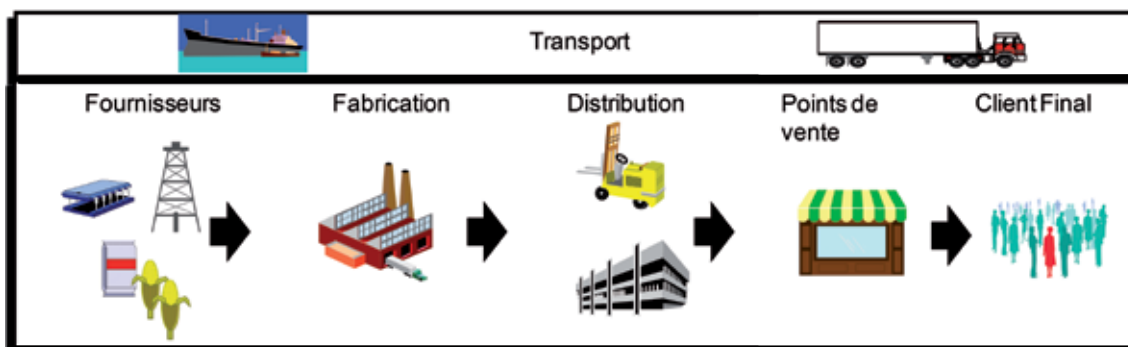 Transport
Fournisseurs
Fabrication
Distribution
Points de
vente
Client Final